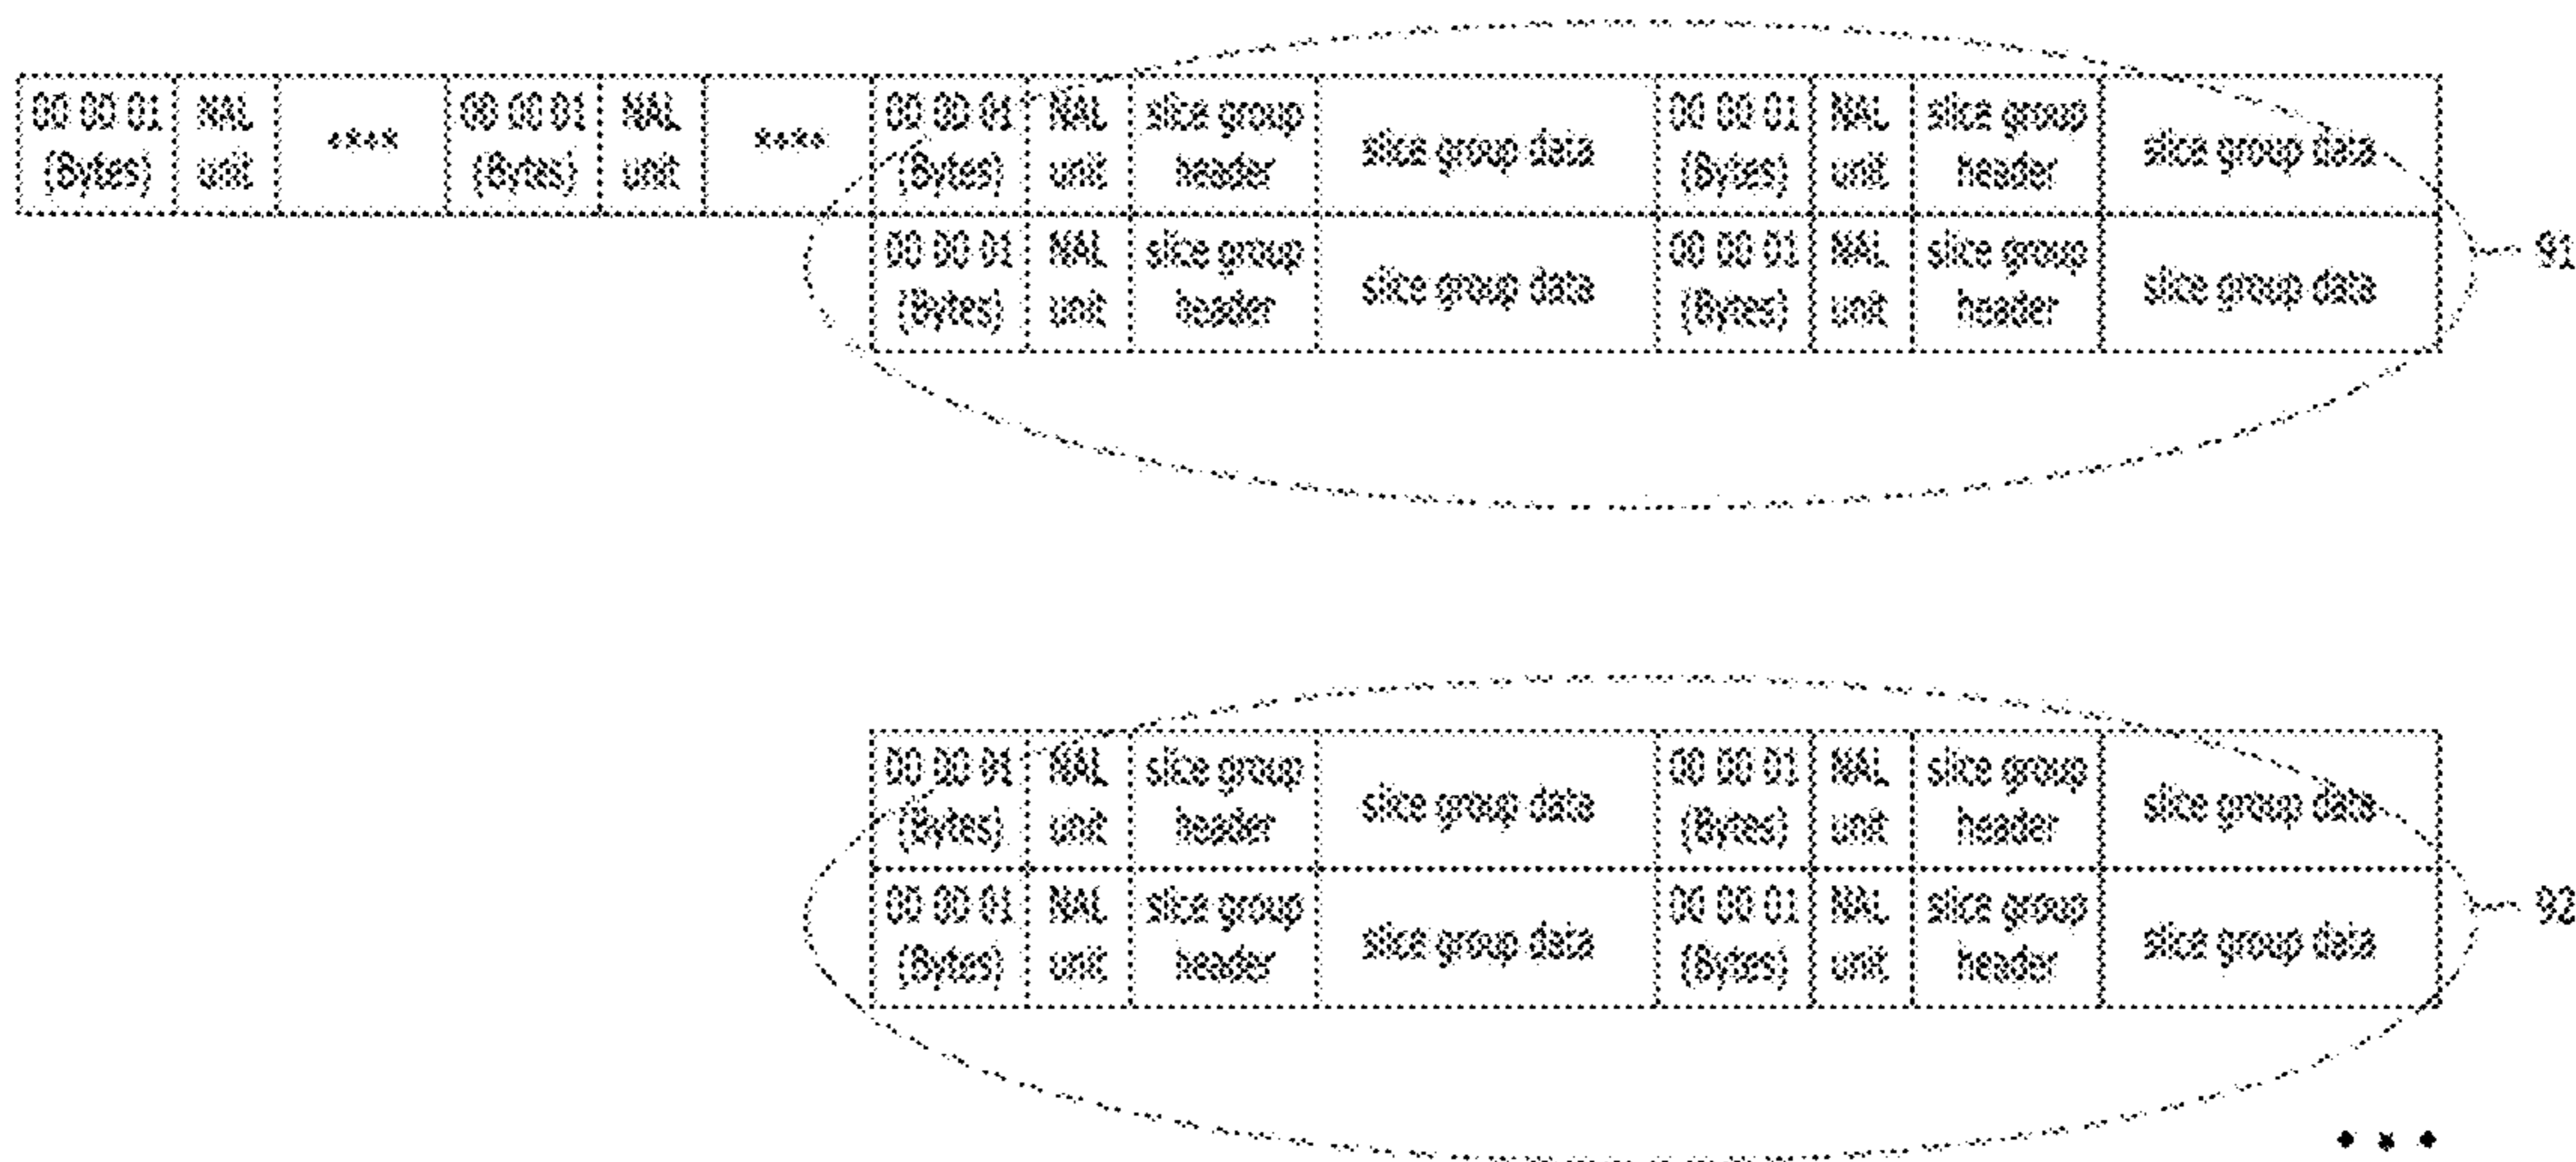 00 00 01 NAL **** 00 00 01 NAL **** 00 00 01 NAL slice group slice group data 00 00 01 NAL slice group slice group data
(Bytes) unit (Bytes) unit (Bytes) unit header (Bytes) unit header
00 00 01 NAL slice group slice group data 00 00 01 NAL slice group slice group data 91
(Bytes) unit header (Bytes) unit header
00 00 01 NAL slice group slice group data 00 00 01 NAL slice group slice group data
(Bytes) unit header (Bytes) unit header
00 00 01 NAL slice group slice group data 00 00 01 NAL slice group slice group data 92
(Bytes) unit header (Bytes) unit header